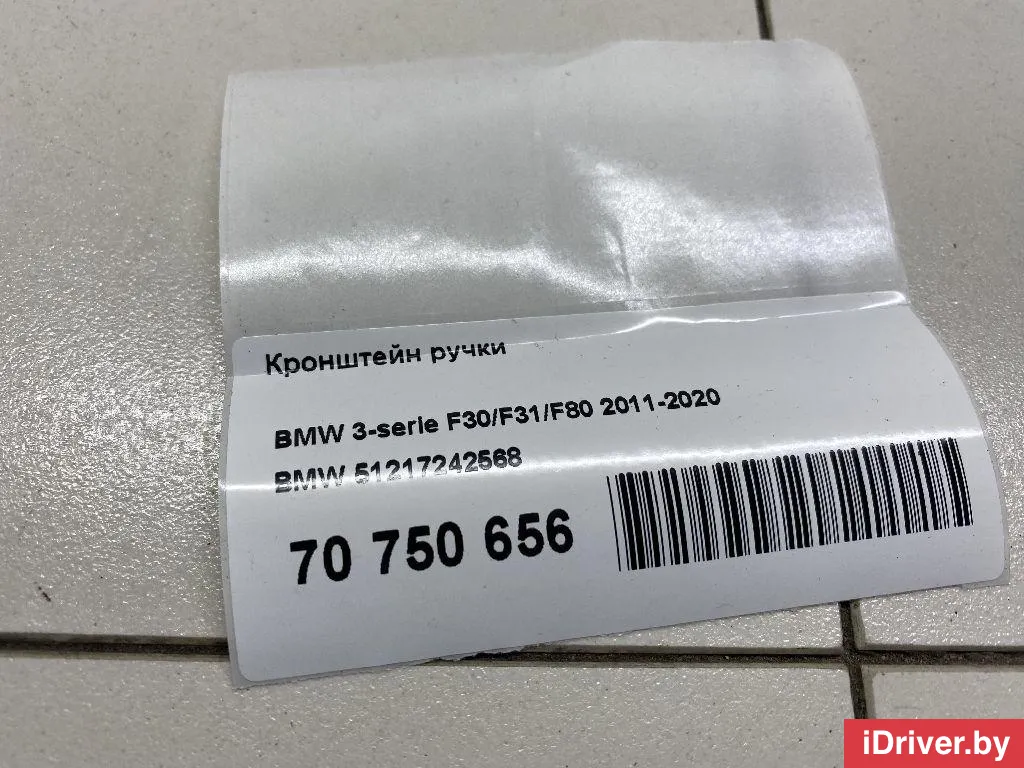 Кронштейн ручки
BMW 3-serie F30/F31/F80 2011-2020
BMW 51217242568
70 750 656
iDriver.by